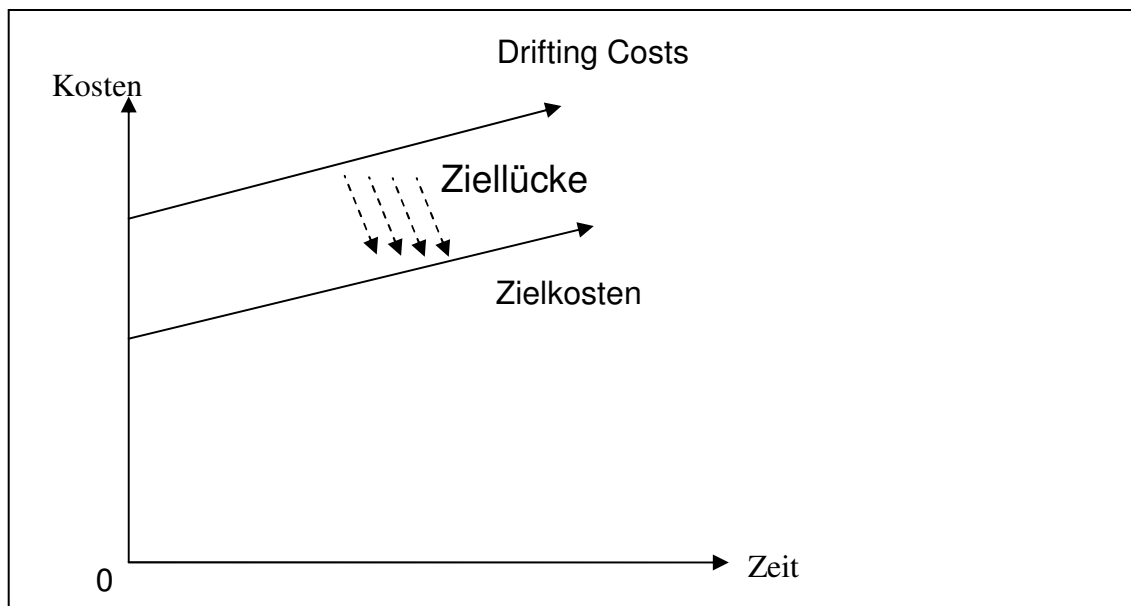 Drifting Costs
Kosten
Ziellücke
Zielkosten
0
Zeit